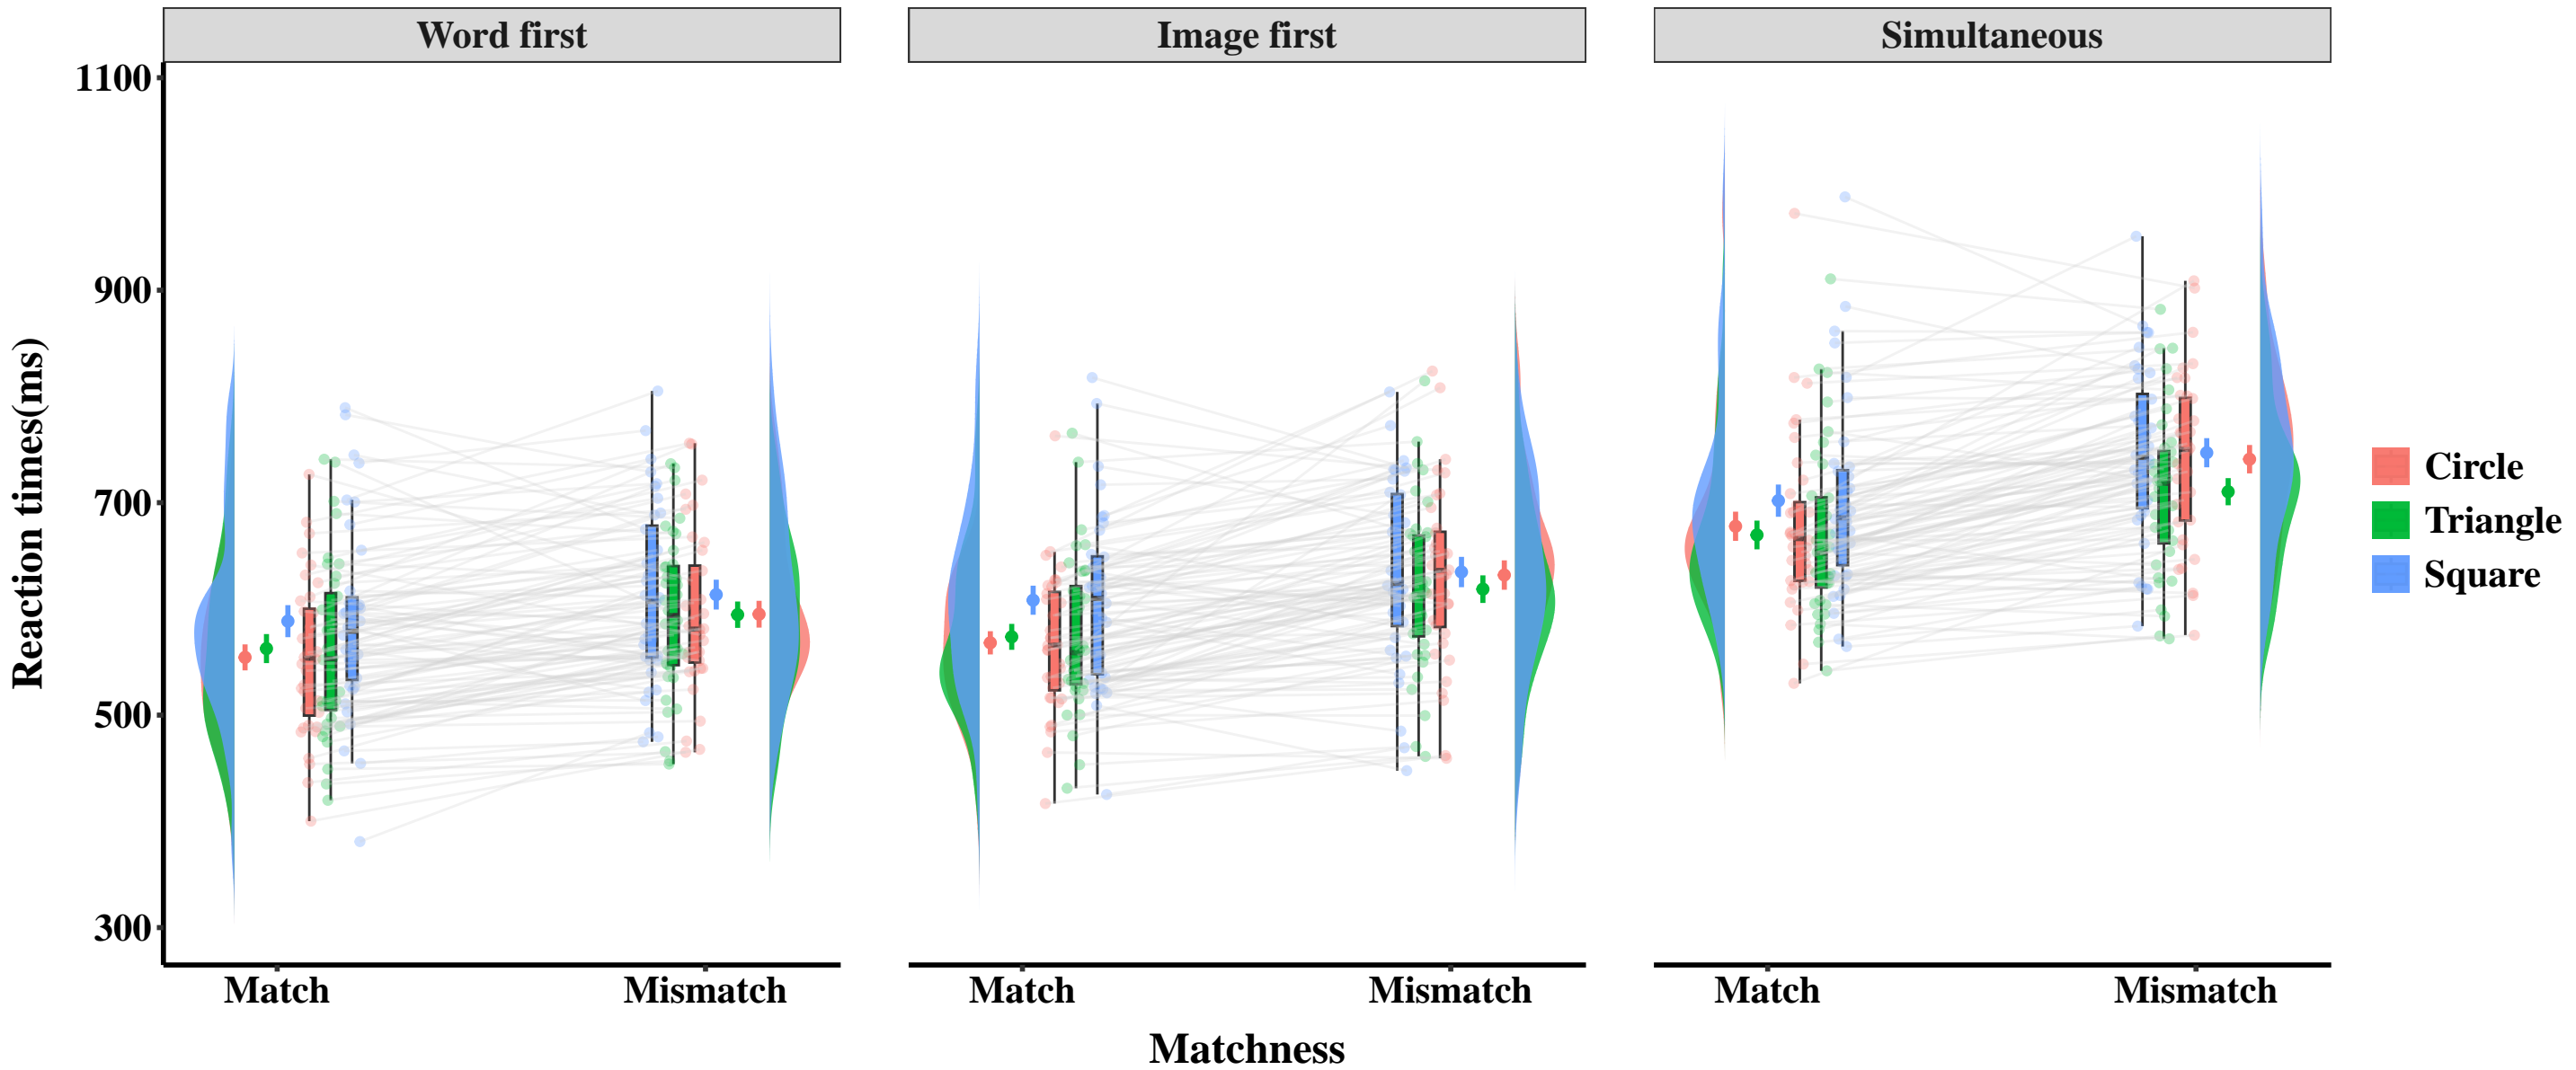 Word first
Image first
Simultaneous
1100
900
700
500
300
Reaction times(ms)
Match
Mismatch
Match
Mismatch
Match
Mismatch
Matchness
Circle
Triangle
Square